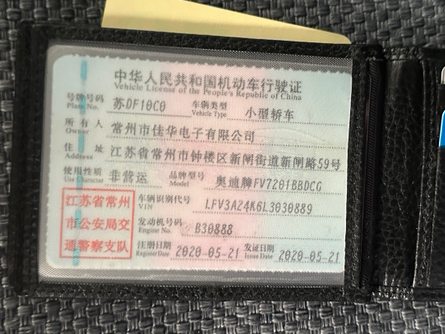 中华人民共和国机动车行驶证
Vehicle License of the People's Republic of China
号牌号码 苏DF10C0 车辆类型 小型轿车
Plate No. Vehicle Type
所有人 常州市佳华电子有限公司
Owner
住址 江苏省常州市钟楼区新闸街道新闸路59号
Address
使用性质 非营运 品牌型号 奥迪牌FV7201BBDCG
Use Character Model
江苏省常州 车辆识别代号 LFV3A24K6L3030889
VIN
市公安局交 发动机号码 B30888
Engine No.
通警察支队 注册日期 2020-05-21 发证日期 2020-05-21
Register Date Issue Date